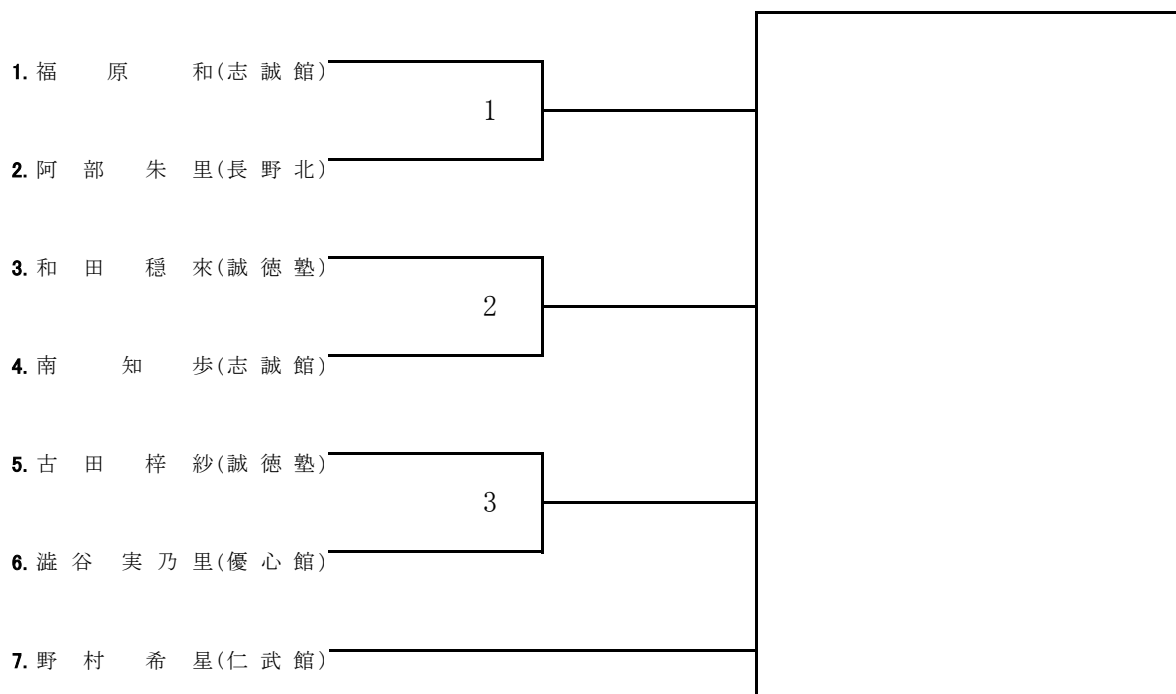 1. 福原 和(志誠館)
1
2. 阿部 朱里(長野北)
3. 和田 穏來(誠徳塾)
2
4. 南 知歩(志誠館)
5. 古田 梓紗(誠徳塾)
3
6. 澁谷 実乃里(優心館)
7. 野村 希星(仁武館)